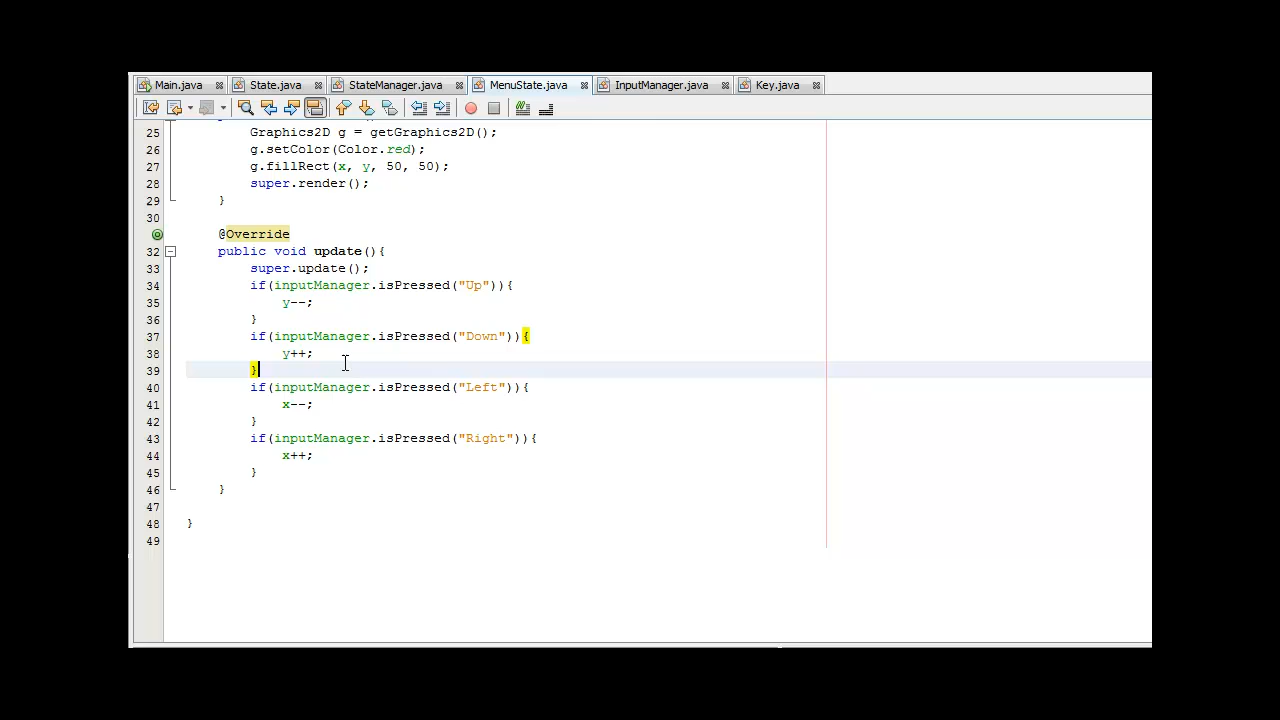 Main.java State.java StateManager.java MenuState.java InputManager.java Key.java
25 Graphics2D g = getGraphics2D();
26 g.setColor(Color.red);
27 g.fillRect(x, y, 50, 50);
28 super.render();
29 }
30
@Override
32 public void update(){
33 super.update();
34 if(inputManager.isPressed("Up")){
35 y--;
36 }
37 if(inputManager.isPressed("Down")){
38 y++;
39 }
40 if(inputManager.isPressed("Left")){
41 x--;
42 }
43 if(inputManager.isPressed("Right")){
44 x++;
45 }
46 }
47
48 }
49